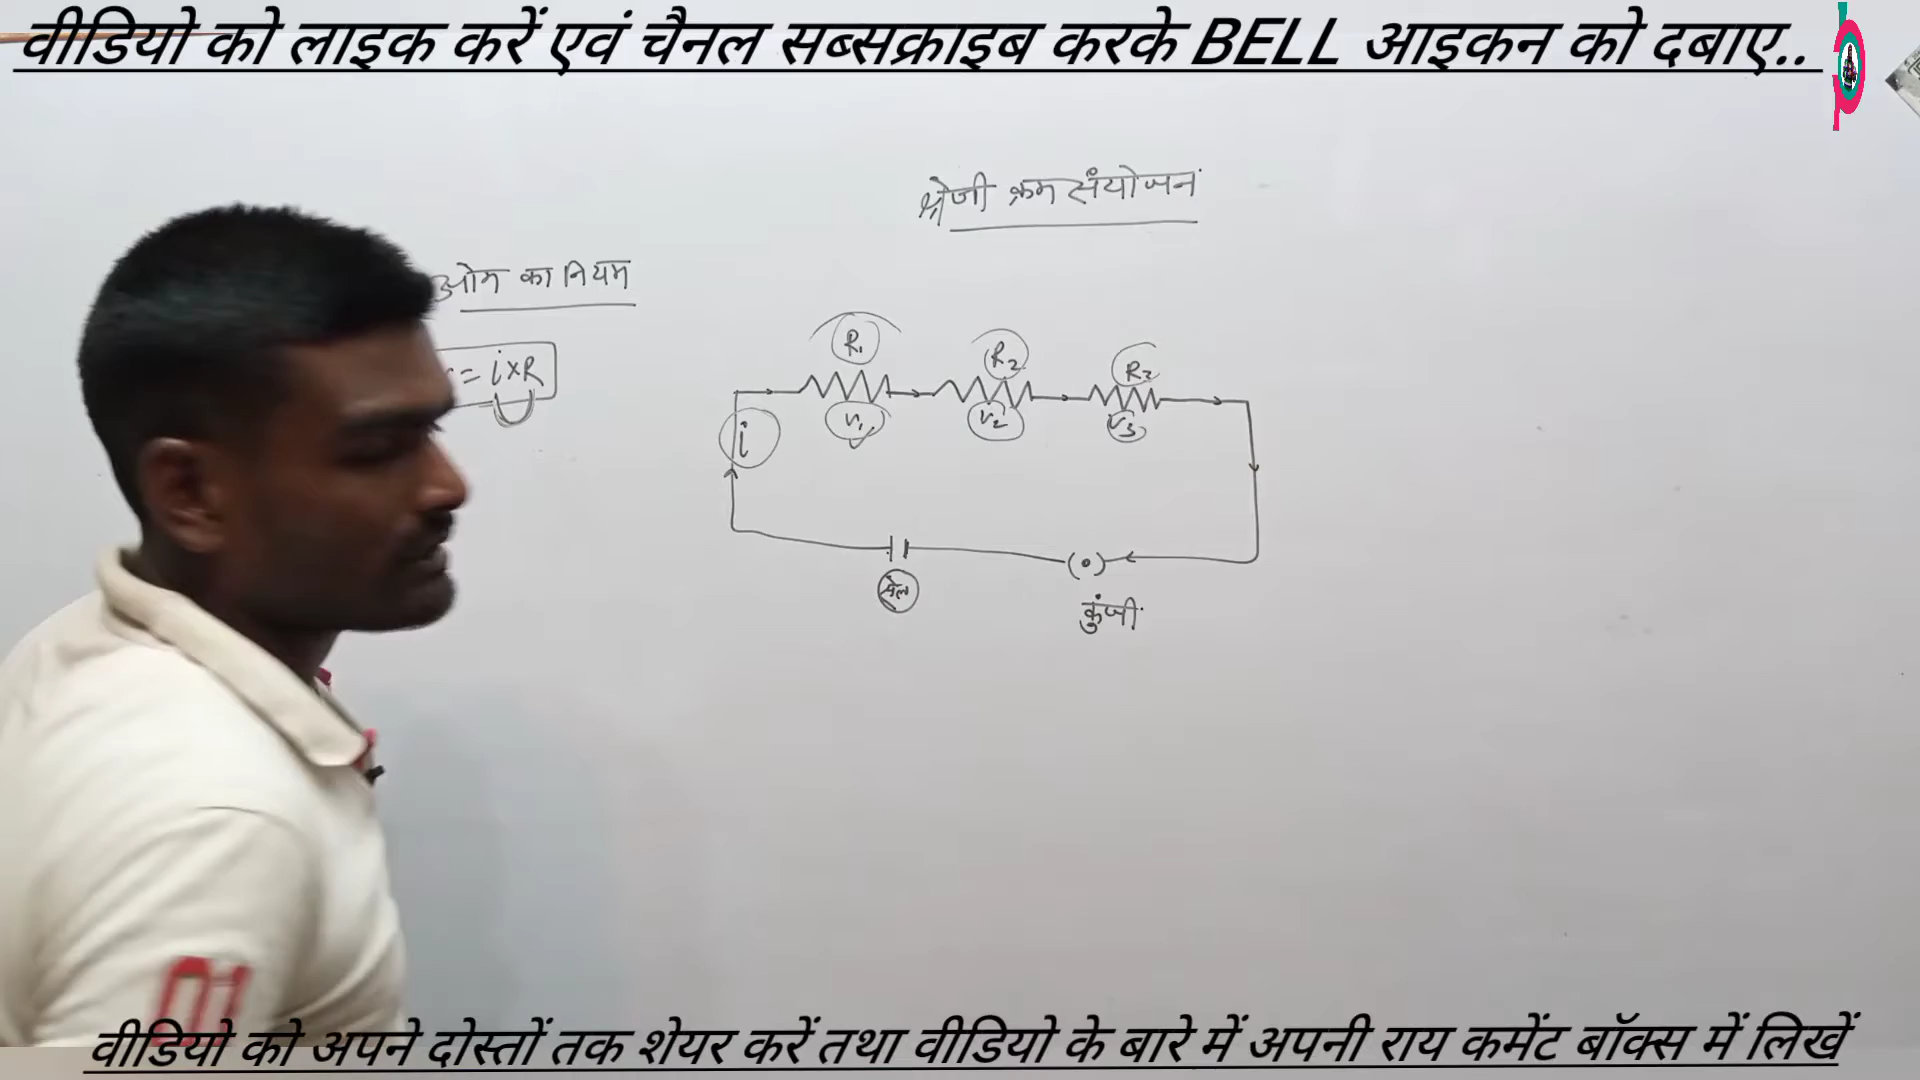 वीडियो को लाइक करें एवं चैनल सब्सक्राइब करके BELL आइकन को दबाए..
श्रेणी क्रम संयोजन
ओम का नियम
= i×R
R₁ R₂ R₃
i V₁ V₂ V₃
सेल
कुंजी
वीडियो को अपने दोस्तों तक शेयर करें तथा वीडियो के बारे में अपनी राय कमेंट बॉक्स में लिखें